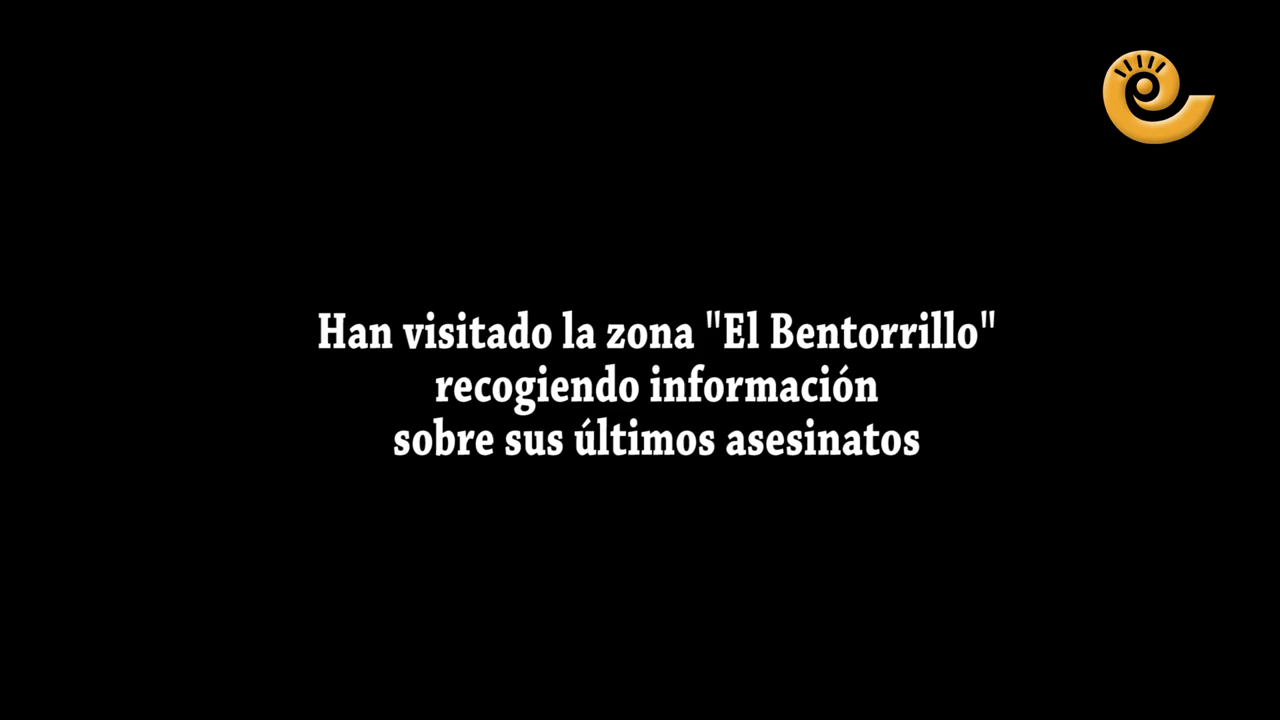 Han visitado la zona "El Bentorrillo"
recogiendo información
sobre sus últimos asesinatos